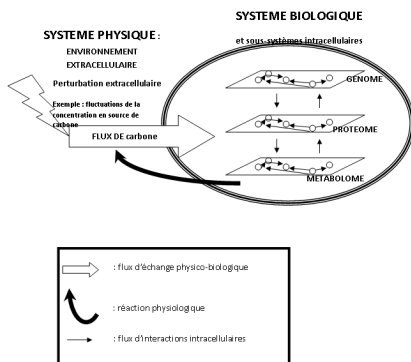 SYSTEME BIOLOGIQUE
et sous-systèmes intracellulaires
SYSTEME PHYSIQUE :
ENVIRONNEMENT
EXTRACELLULAIRE
Perturbation extracellulaire
Exemple : fluctuations de la
concentration en source de
carbone
FLUX DE carbone
GENOME
PROTEOME
METABOLOME
: flux d'échange physico-biologique
: réaction physiologique
: flux d'interactions intracellulaires